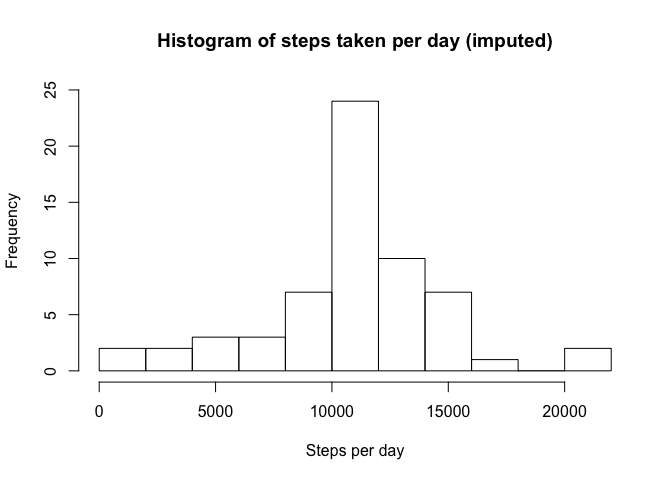 Histogram of steps taken per day (imputed)
25
20
15
10
5
0
Frequency
0 5000 10000 15000 20000
Steps per day